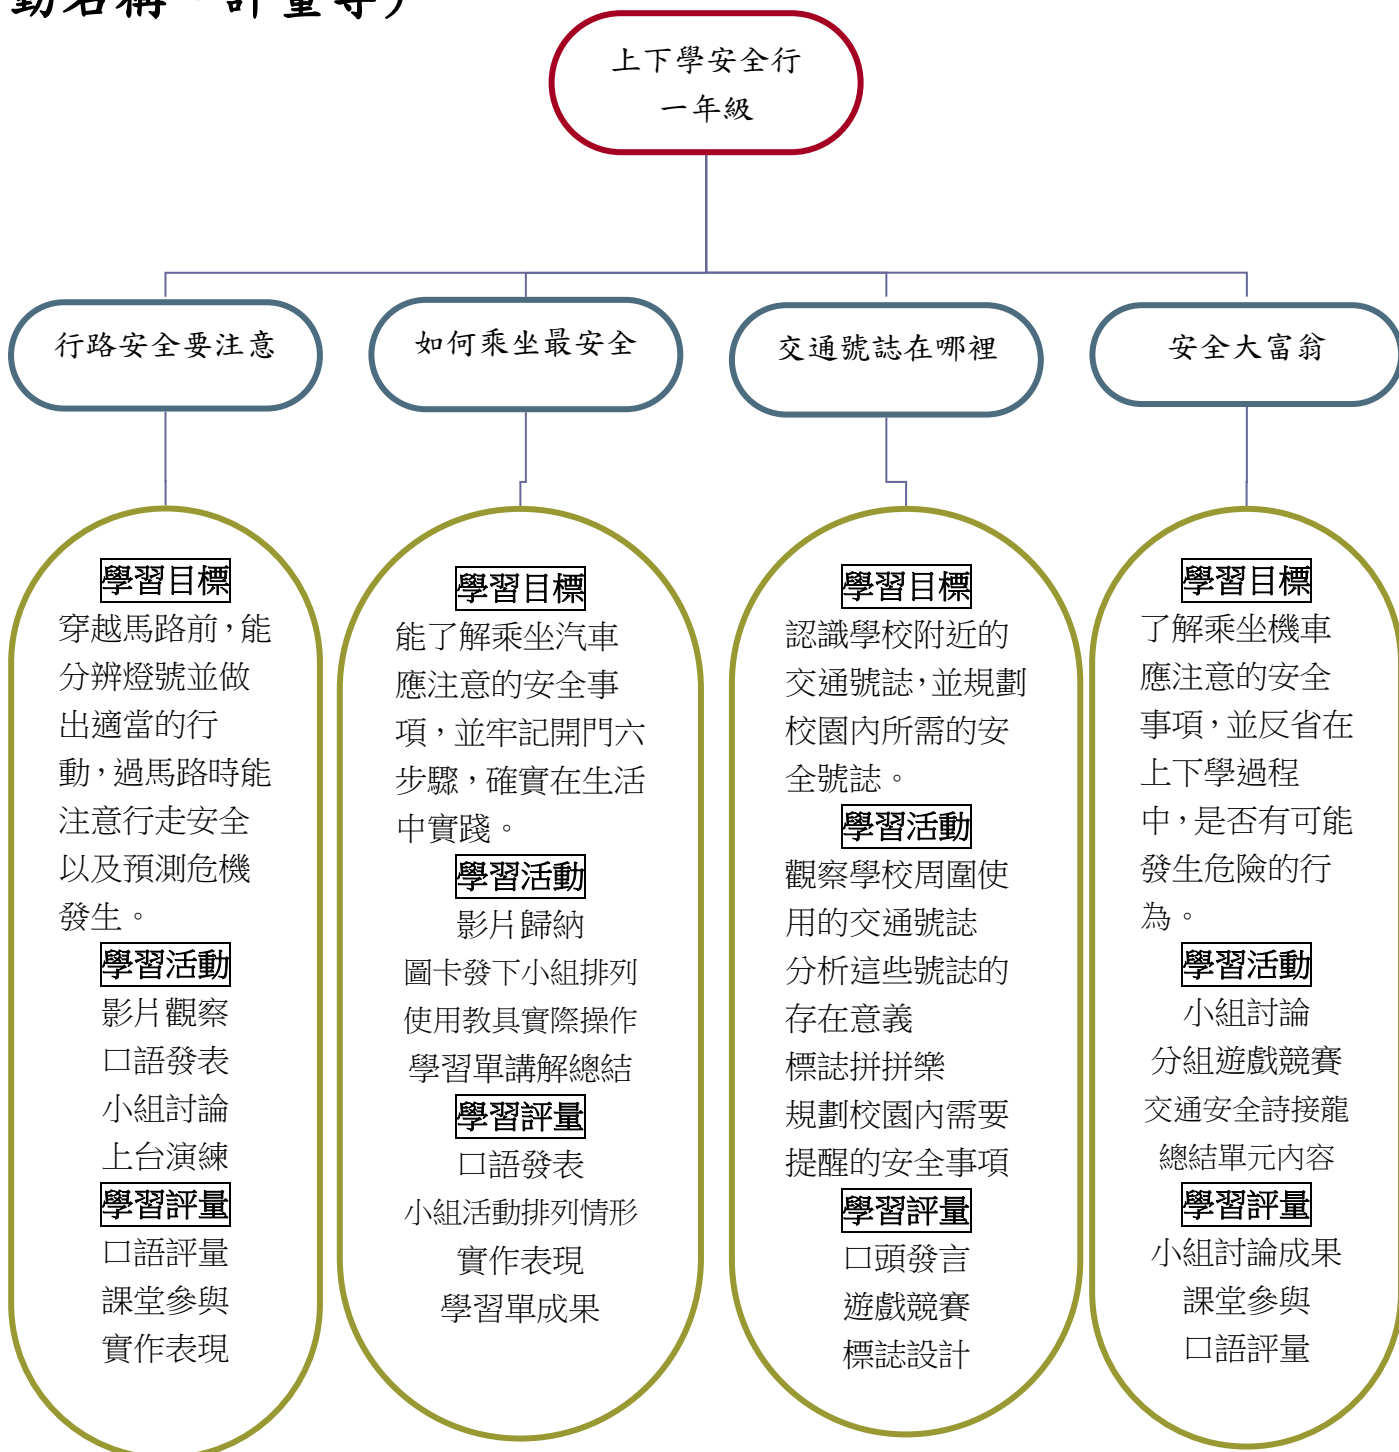 動名稱、評量等)
上下學安全行
一年級
行路安全要注意
如何乘坐最安全
交通號誌在哪裡
安全大富翁
學習目標
穿越馬路前，能
分辨燈號並做
出適當的行
動，過馬路時能
注意行走安全
以及預測危機
發生。
學習活動
影片觀察
口語發表
小組討論
上台演練
學習評量
口語評量
課堂參與
實作表現
學習目標
能了解乘坐汽車
應注意的安全事
項，並牢記開門六
步驟，確實在生活
中實踐。
學習活動
影片歸納
圖卡發下小組排列
使用教具實際操作
學習單講解總結
學習評量
口語發表
小組活動排列情形
實作表現
學習單成果
學習目標
認識學校附近的
交通號誌，並規劃
校園內所需的安
全號誌。
學習活動
觀察學校周圍使
用的交通號誌
分析這些號誌的
存在意義
標誌拼拼樂
規劃校園內需要
提醒的安全事項
學習評量
口頭發言
遊戲競賽
標誌設計
學習目標
了解乘坐機車
應注意的安全
事項，並反省在
上下學過程
中，是否有可能
發生危險的行
為。
學習活動
小組討論
分組遊戲競賽
交通安全詩接龍
總結單元內容
學習評量
小組討論成果
課堂參與
口語評量